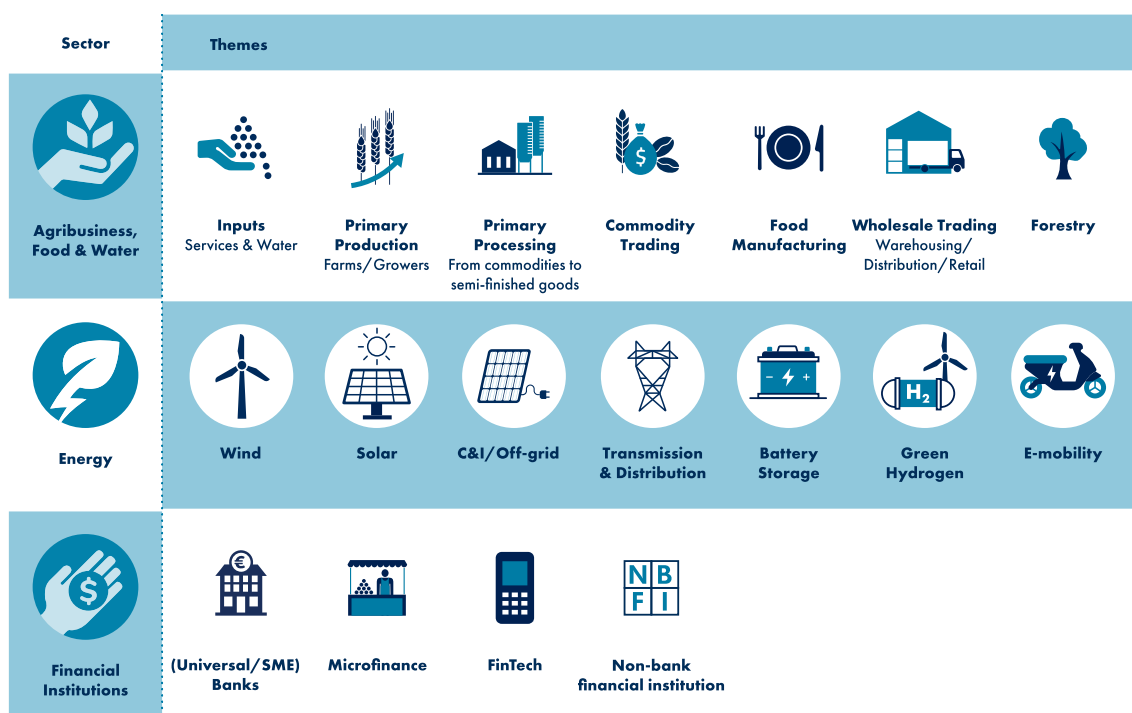 Sector
Themes
Agribusiness,
Food & Water
$
Inputs
Services & Water
Primary
Production
Farms/Growers
Primary
Processing
From commodities to
semi-finished goods
Commodity
Trading
Food
Manufacturing
Wholesale Trading
Warehousing/
Distribution/Retail
Forestry
Energy
Wind
Solar
C&I/Off-grid
Transmission
& Distribution
- +
Battery
Storage
H2
Green
Hydrogen
E-mobility
$
Financial
Institutions
€
(Universal/SME)
Banks
Microfinance
FinTech
N B
F I
Non-bank
financial institution